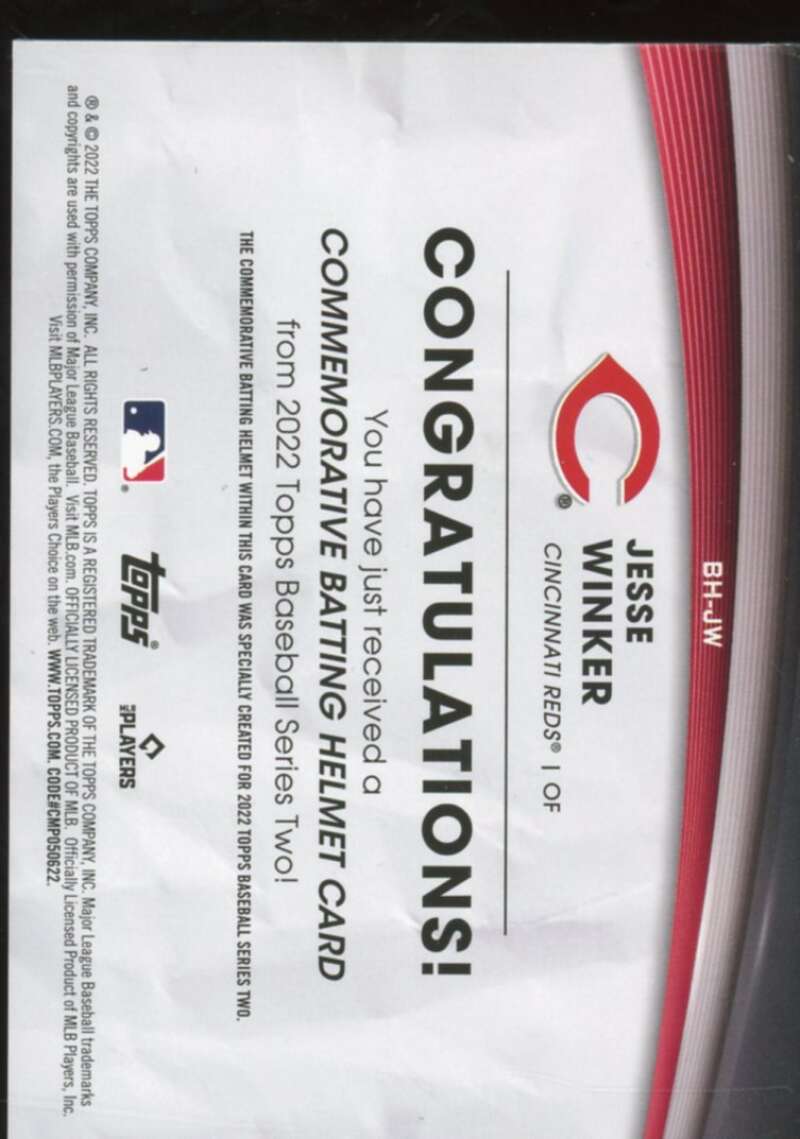 BH-JW
JESSE
WINKER
CINCINNATI REDS® | OF
CONGRATULATIONS!
You have just received a
COMMEMORATIVE BATTING HELMET CARD
from 2022 Topps Baseball Series Two!
THE COMMEMORATIVE BATTING HELMET WITHIN THIS CARD WAS SPECIALLY CREATED FOR 2022 TOPPS BASEBALL SERIES TWO.
topps®
MLB PLAYERS
® & © 2022 THE TOPPS COMPANY, INC. ALL RIGHTS RESERVED. TOPPS IS A REGISTERED TRADEMARK OF THE TOPPS COMPANY, INC. Major League Baseball trademarks
and copyrights are used with permission of Major League Baseball. Visit MLB.com. OFFICIALLY LICENSED PRODUCT OF MLB. Officially Licensed Product of MLB Players, Inc.
Visit MLBPLAYERS.COM, the Players Choice on the web. WWW.TOPPS.COM. CODE#CMP050622.